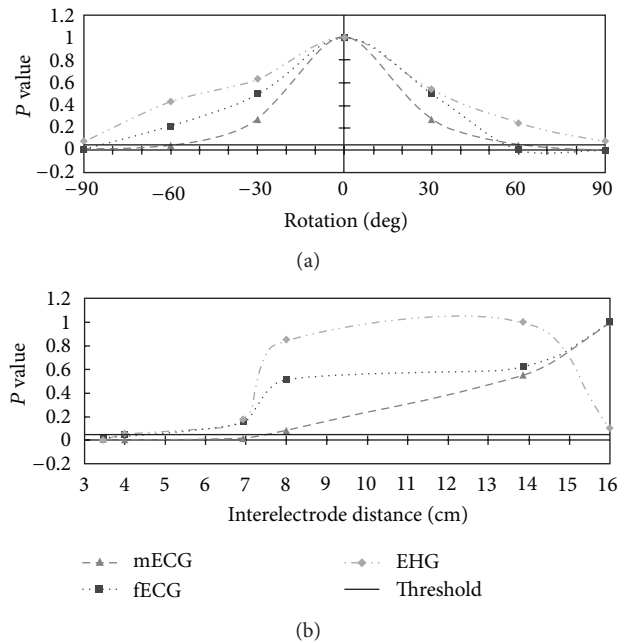 1.2
1
0.8
0.6
0.4
0.2
0
−0.2
P value
−90 −60 −30 0 30 60 90
Rotation (deg)
(a)
1.2
1
0.8
0.6
0.4
0.2
0
−0.2
P value
3 4 5 6 7 8 9 10 11 12 13 14 15 16
Interelectrode distance (cm)
mECG EHG
fECG Threshold
(b)